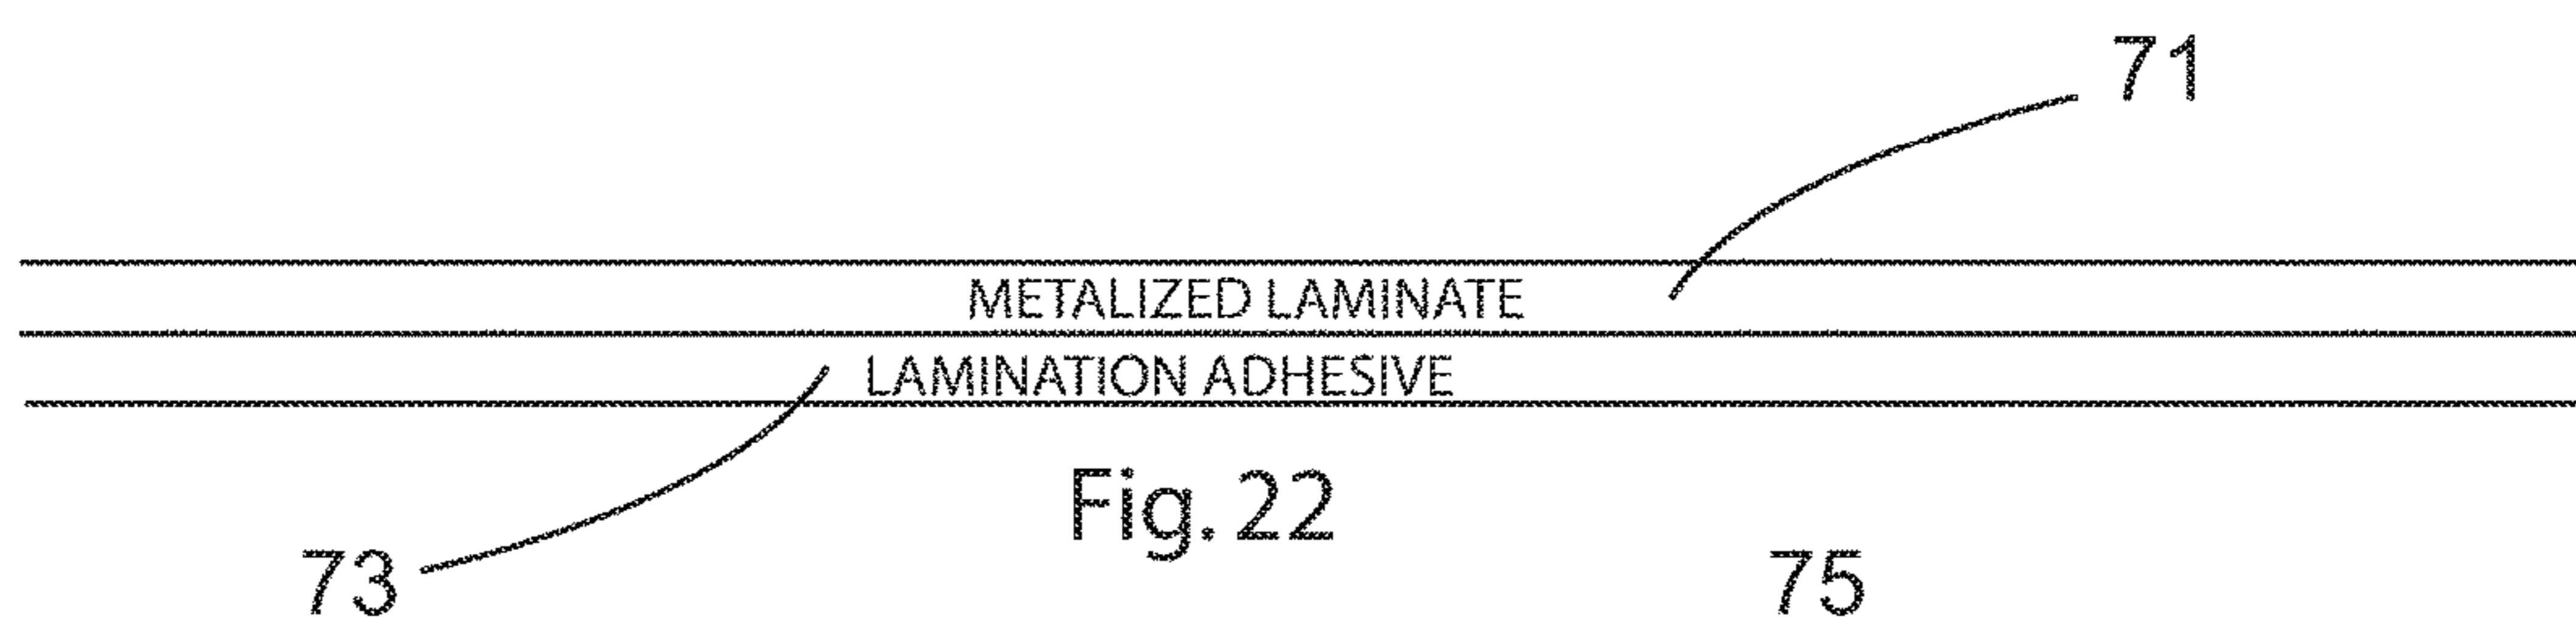 71
METALIZED LAMINATE
LAMINATION ADHESIVE
Fig. 22
73
75